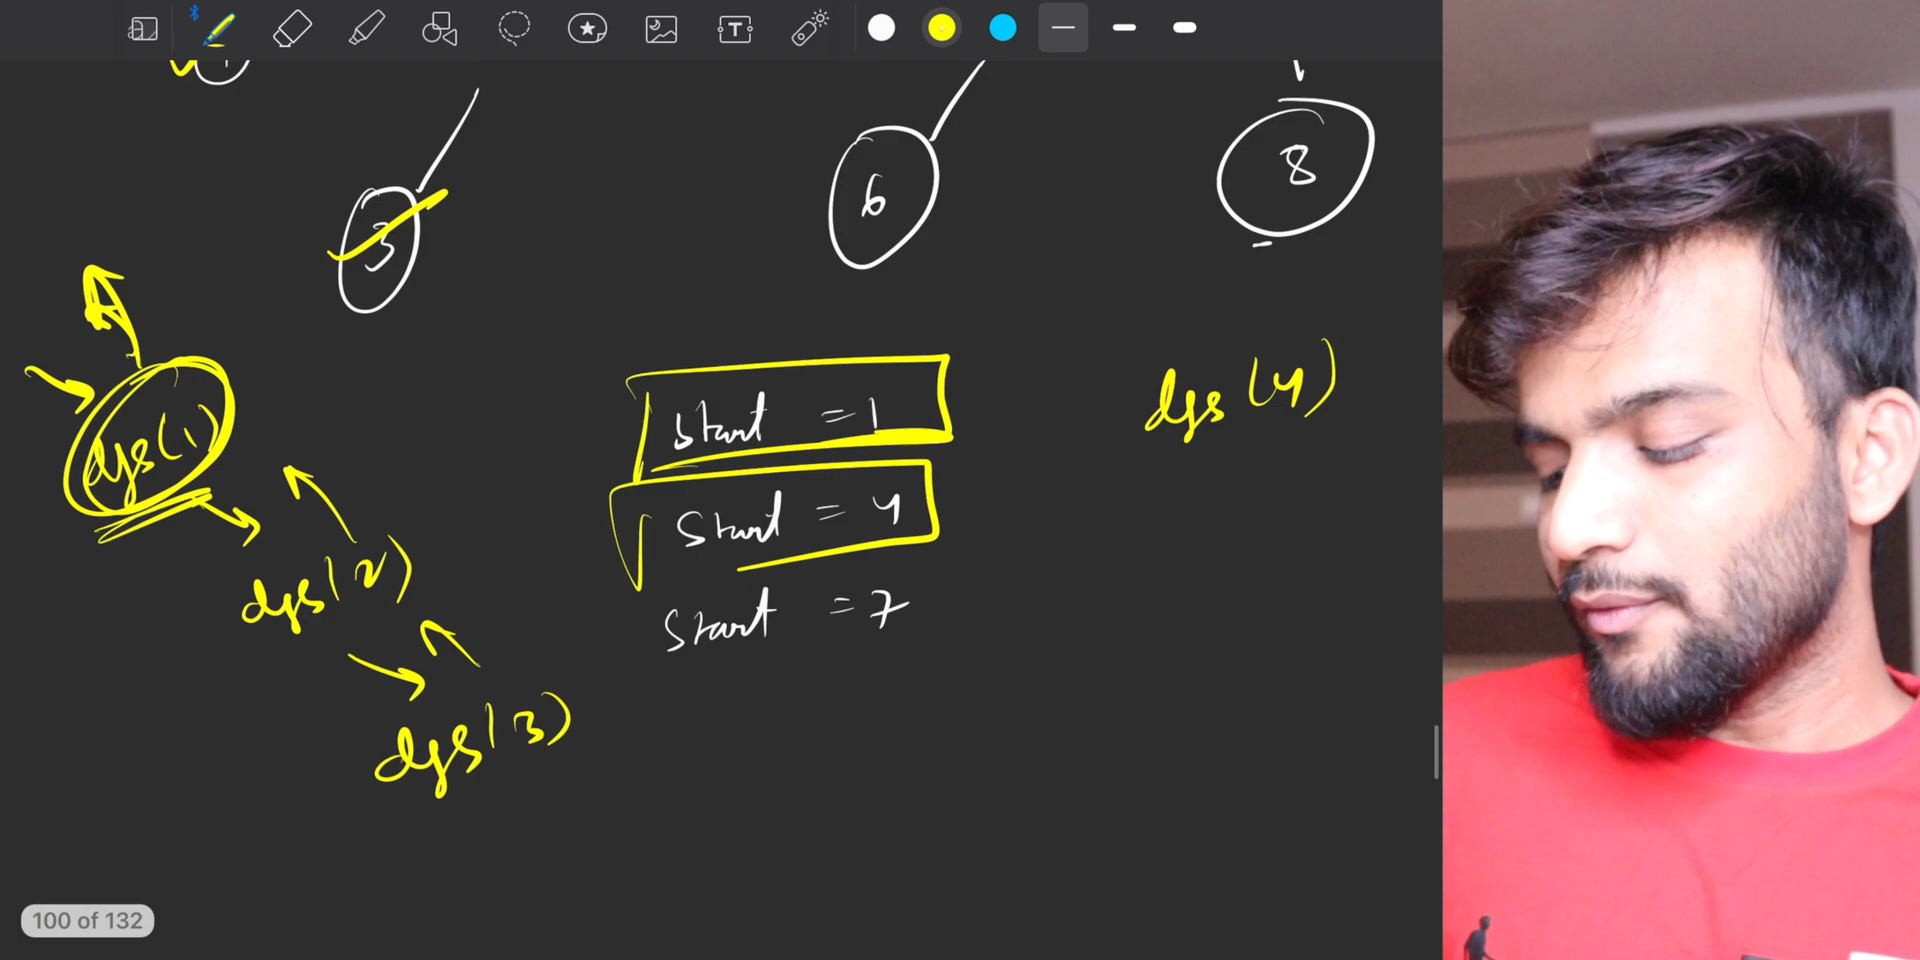 T
3
6
8
dfs(1)
start = 1
dfs(4)
start = 4
dfs(2)
start = 7
dfs(3)
100 of 132